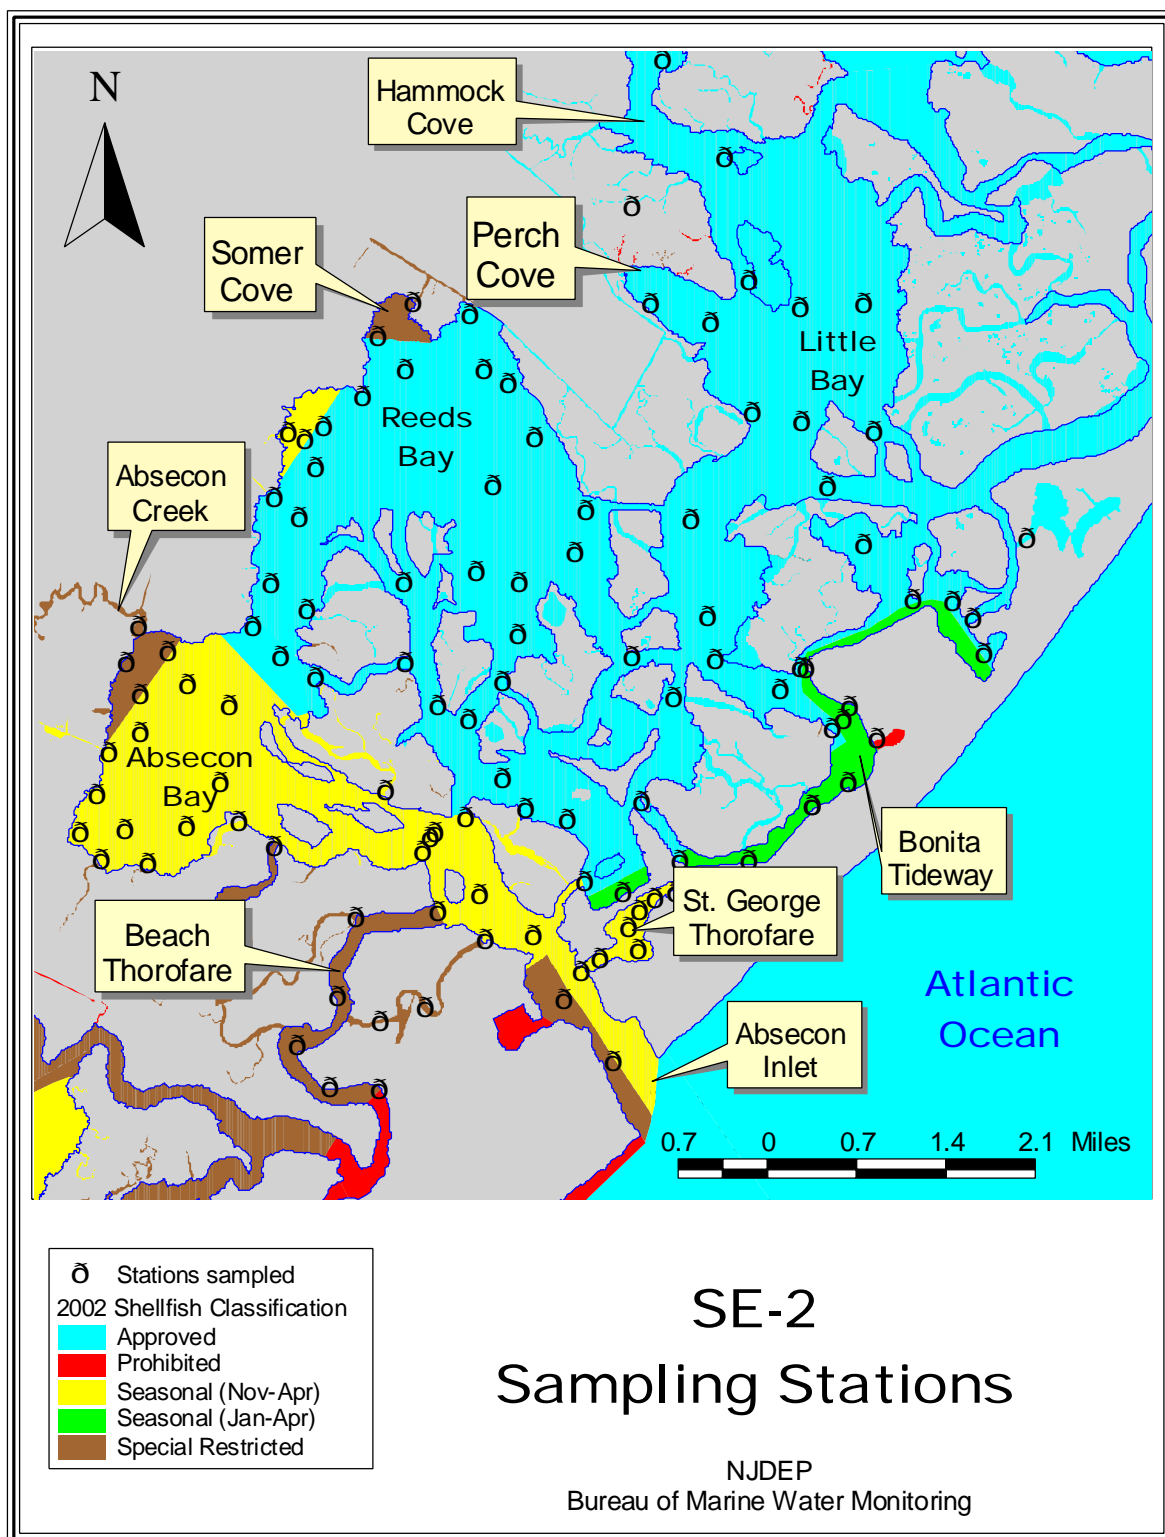 N
Hammock
Cove
Somer
Cove
Perch
Cove
Little
Bay
Reeds
Bay
Absecon
Creek
Absecon
Bay
Bonita
Tideway
St. George
Thorofare
Beach
Thorofare
Atlantic
Ocean
Absecon
Inlet
0.7 0 0.7 1.4 2.1 Miles
ð Stations sampled
2002 Shellfish Classification
Approved
Prohibited
Seasonal (Nov-Apr)
Seasonal (Jan-Apr)
Special Restricted
SE-2
Sampling Stations
NJDEP
Bureau of Marine Water Monitoring